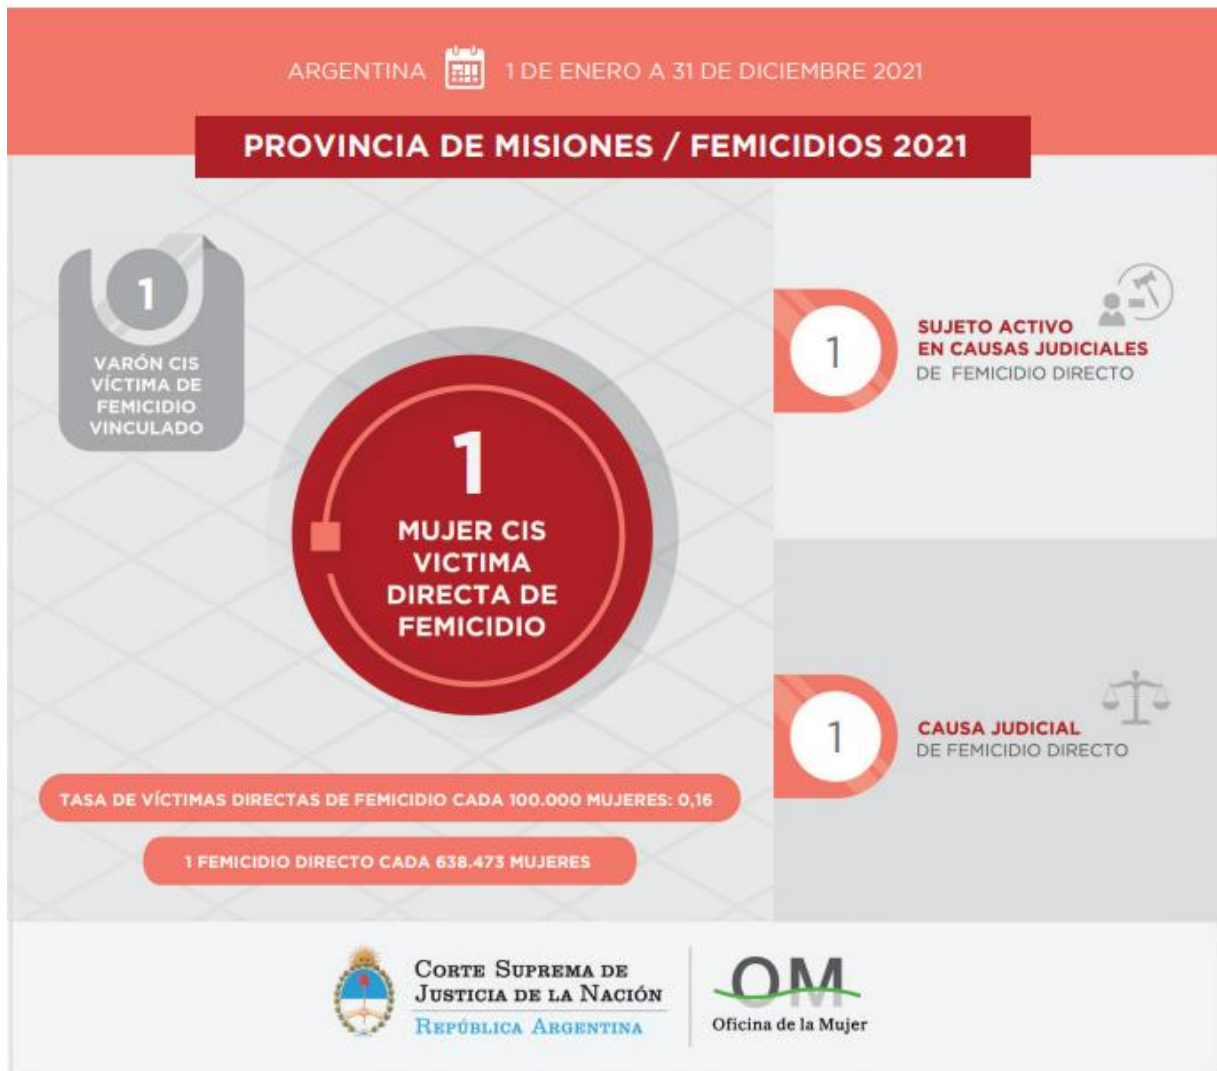 ARGENTINA 1 DE ENERO A 31 DE DICIEMBRE 2021
PROVINCIA DE MISIONES / FEMICIDIOS 2021
1
VARÓN CIS
VÍCTIMA DE
FEMICIDIO
VINCULADO
1
MUJER CIS
VICTIMA
DIRECTA DE
FEMICIDIO
TASA DE VÍCTIMAS DIRECTAS DE FEMICIDIO CADA 100.000 MUJERES: 0,16
1 FEMICIDIO DIRECTO CADA 638.473 MUJERES
1
SUJETO ACTIVO
EN CAUSAS JUDICIALES
DE FEMICIDIO DIRECTO
1
CAUSA JUDICIAL
DE FEMICIDIO DIRECTO
CORTE SUPREMA DE
JUSTICIA DE LA NACIÓN
REPÚBLICA ARGENTINA
OM
Oficina de la Mujer